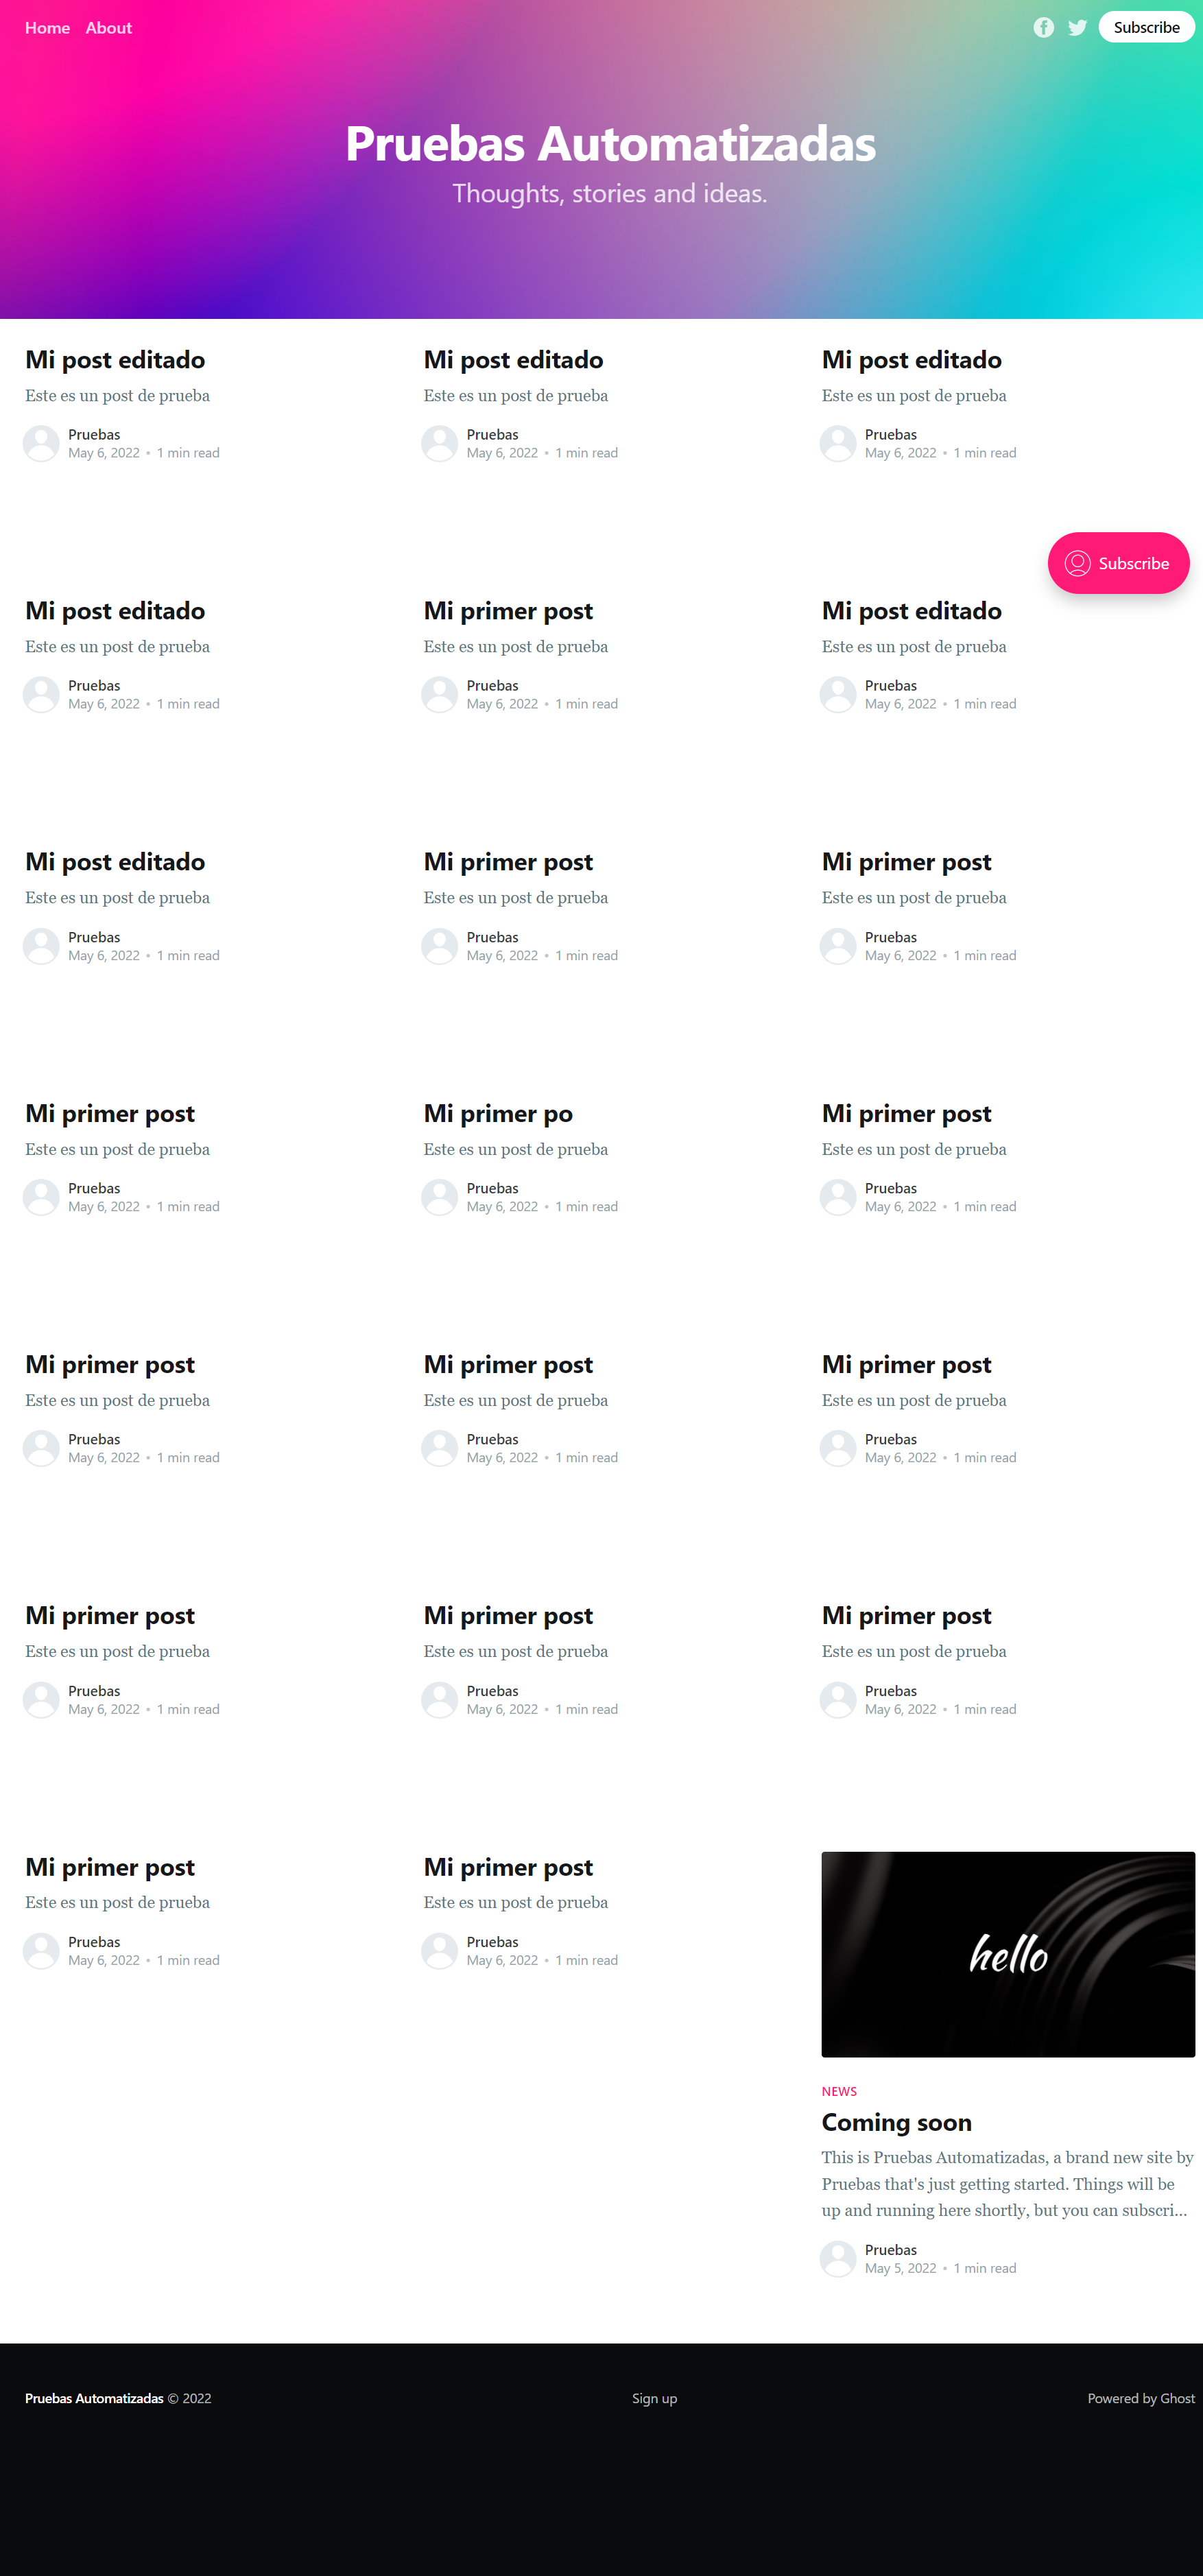 Home About Subscribe
Pruebas Automatizadas
Thoughts, stories and ideas.
Mi post editado
Este es un post de prueba
Pruebas
May 6, 2022 • 1 min read
Mi post editado
Este es un post de prueba
Pruebas
May 6, 2022 • 1 min read
Mi post editado
Este es un post de prueba
Pruebas
May 6, 2022 • 1 min read
Subscribe
Mi post editado
Este es un post de prueba
Pruebas
May 6, 2022 • 1 min read
Mi primer post
Este es un post de prueba
Pruebas
May 6, 2022 • 1 min read
Mi post editado
Este es un post de prueba
Pruebas
May 6, 2022 • 1 min read
Mi post editado
Este es un post de prueba
Pruebas
May 6, 2022 • 1 min read
Mi primer post
Este es un post de prueba
Pruebas
May 6, 2022 • 1 min read
Mi primer post
Este es un post de prueba
Pruebas
May 6, 2022 • 1 min read
Mi primer post
Este es un post de prueba
Pruebas
May 6, 2022 • 1 min read
Mi primer po
Este es un post de prueba
Pruebas
May 6, 2022 • 1 min read
Mi primer post
Este es un post de prueba
Pruebas
May 6, 2022 • 1 min read
Mi primer post
Este es un post de prueba
Pruebas
May 6, 2022 • 1 min read
Mi primer post
Este es un post de prueba
Pruebas
May 6, 2022 • 1 min read
Mi primer post
Este es un post de prueba
Pruebas
May 6, 2022 • 1 min read
Mi primer post
Este es un post de prueba
Pruebas
May 6, 2022 • 1 min read
Mi primer post
Este es un post de prueba
Pruebas
May 6, 2022 • 1 min read
Mi primer post
Este es un post de prueba
Pruebas
May 6, 2022 • 1 min read
Mi primer post
Este es un post de prueba
Pruebas
May 6, 2022 • 1 min read
Mi primer post
Este es un post de prueba
Pruebas
May 6, 2022 • 1 min read
hello
NEWS
Coming soon
This is Pruebas Automatizadas, a brand new site by
Pruebas that's just getting started. Things will be
up and running here shortly, but you can subscri...
Pruebas
May 5, 2022 • 1 min read
Pruebas Automatizadas © 2022 Sign up Powered by Ghost